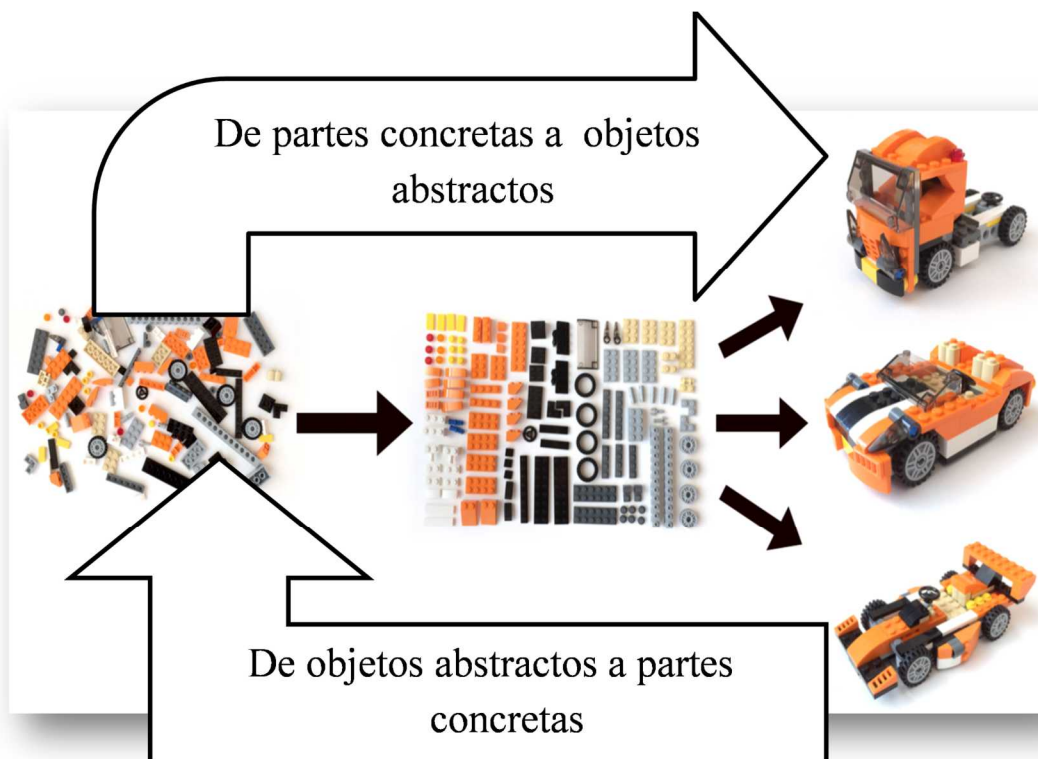 De partes concretas a objetos
abstractos
De objetos abstractos a partes
concretas